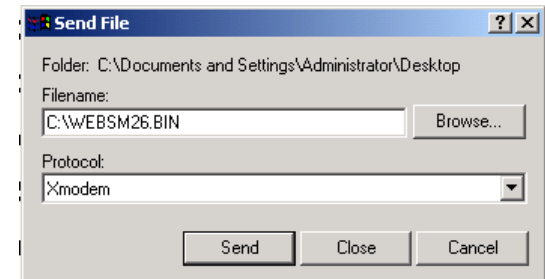 Send File
Folder: C:\Documents and Settings\Administrator\Desktop
Filename:
C:\WEBSM26.BIN
Browse...
Protocol:
Xmodem
Send Close Cancel